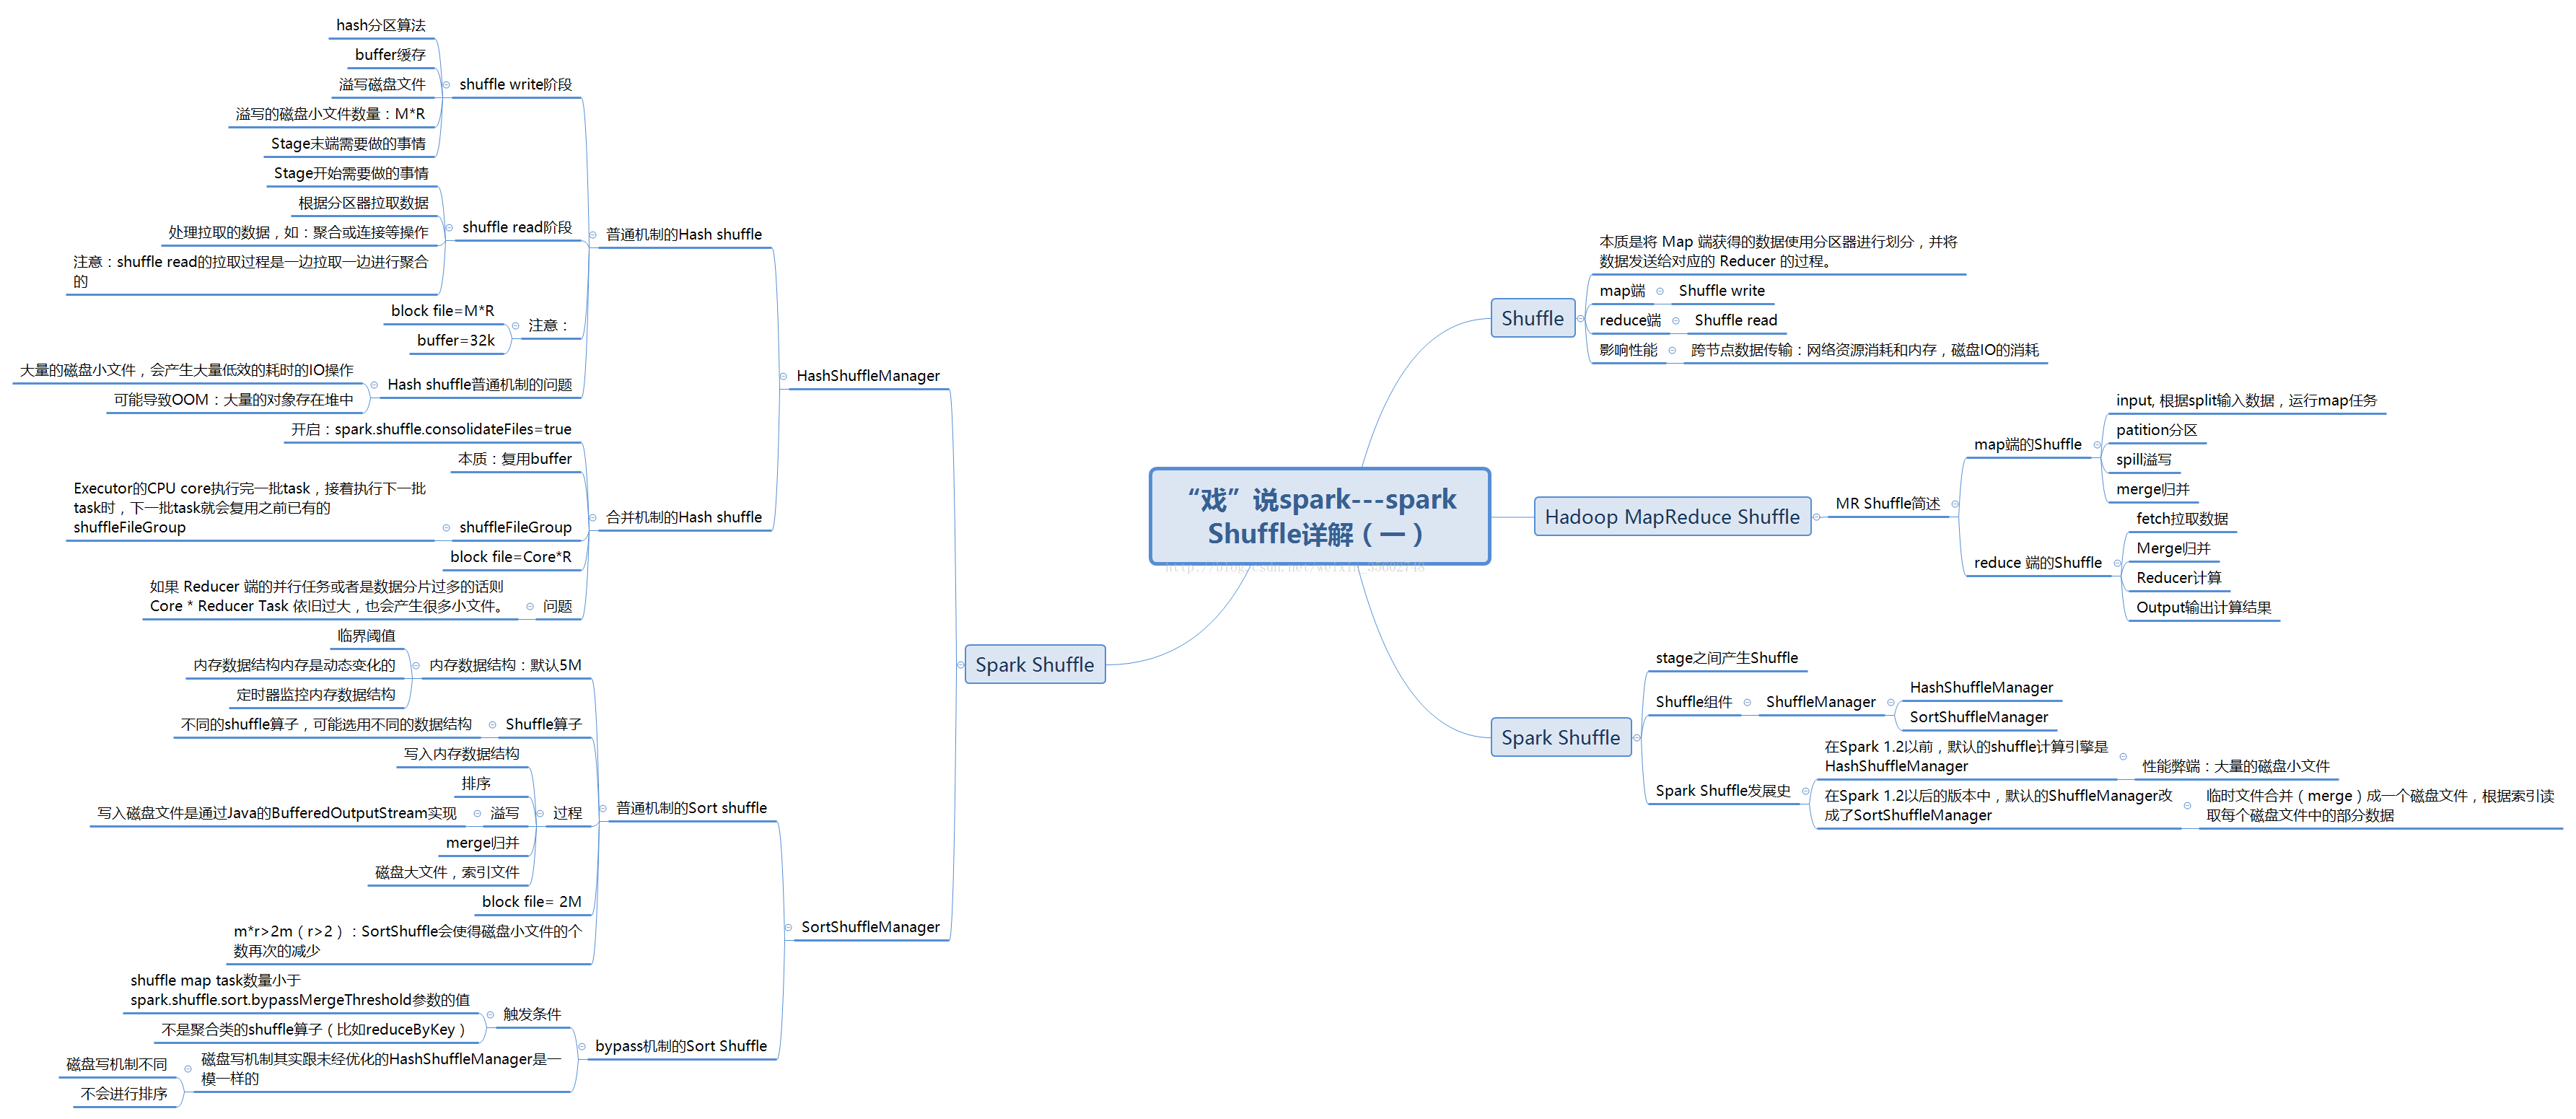 “戏”说spark---spark
Shuffle详解（一）
Shuffle
本质是将 Map 端获得的数据使用分区器进行划分，并将
数据发送给对应的 Reducer 的过程。
map端
Shuffle write
reduce端
Shuffle read
影响性能
跨节点数据传输：网络资源消耗和内存，磁盘IO的消耗
Hadoop MapReduce Shuffle
MR Shuffle简述
map端的Shuffle
input, 根据split输入数据，运行map任务
patition分区
spill溢写
merge归并
reduce 端的Shuffle
fetch拉取数据
Merge归并
Reducer计算
Output输出计算结果
Spark Shuffle
stage之间产生Shuffle
Shuffle组件
ShuffleManager
HashShuffleManager
SortShuffleManager
Spark Shuffle发展史
在Spark 1.2以前，默认的shuffle计算引擎是
HashShuffleManager
性能弊端：大量的磁盘小文件
在Spark 1.2以后的版本中，默认的ShuffleManager改
成了SortShuffleManager
临时文件合并（merge）成一个磁盘文件，根据索引读
取每个磁盘文件中的部分数据
Spark Shuffle
HashShuffleManager
普通机制的Hash shuffle
shuffle write阶段
hash分区算法
buffer缓存
溢写磁盘文件
溢写的磁盘小文件数量：M*R
Stage末端需要做的事情
shuffle read阶段
Stage开始需要做的事情
根据分区器拉取数据
处理拉取的数据，如：聚合或连接等操作
注意：shuffle read的拉取过程是一边拉取一边进行聚合
的
注意：
block file=M*R
buffer=32k
Hash shuffle普通机制的问题
大量的磁盘小文件，会产生大量低效的耗时的IO操作
可能导致OOM：大量的对象存在堆中
合并机制的Hash shuffle
开启：spark.shuffle.consolidateFiles=true
本质：复用buffer
shuffleFileGroup
Executor的CPU core执行完一批task，接着执行下一批
task时，下一批task就会复用之前已有的
shuffleFileGroup
block file=Core*R
问题
如果 Reducer 端的并行任务或者是数据分片过多的话则
Core * Reducer Task 依旧过大，也会产生很多小文件。
SortShuffleManager
普通机制的Sort shuffle
内存数据结构：默认5M
临界阈值
内存数据结构内存是动态变化的
定时器监控内存数据结构
Shuffle算子
不同的shuffle算子，可能选用不同的数据结构
过程
写入内存数据结构
排序
溢写
写入磁盘文件是通过Java的BufferedOutputStream实现
merge归并
磁盘大文件，索引文件
block file= 2M
m*r>2m（r>2）：SortShuffle会使得磁盘小文件的个
数再次的减少
bypass机制的Sort Shuffle
触发条件
shuffle map task数量小于
spark.shuffle.sort.bypassMergeThreshold参数的值
不是聚合类的shuffle算子（比如reduceByKey）
磁盘写机制其实跟未经优化的HashShuffleManager是一
模一样的
磁盘写机制不同
不会进行排序